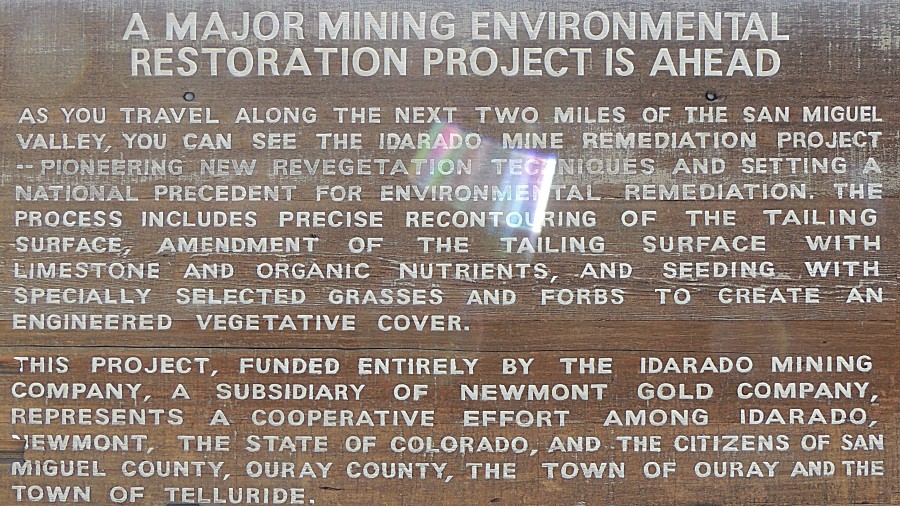 A MAJOR MINING ENVIRONMENTAL
RESTORATION PROJECT IS AHEAD
AS YOU TRAVEL ALONG THE NEXT TWO MILES OF THE SAN MIGUEL
VALLEY, YOU CAN SEE THE IDARADO MINE REMEDIATION PROJECT
-- PIONEERING NEW REVEGETATION TECHNIQUES AND SETTING A
NATIONAL PRECEDENT FOR ENVIRONMENTAL REMEDIATION. THE
PROCESS INCLUDES PRECISE RECONTOURING OF THE TAILING
SURFACE, AMENDMENT OF THE TAILING SURFACE WITH
LIMESTONE AND ORGANIC NUTRIENTS, AND SEEDING WITH
SPECIALLY SELECTED GRASSES AND FORBS TO CREATE AN
ENGINEERED VEGETATIVE COVER.
THIS PROJECT, FUNDED ENTIRELY BY THE IDARADO MINING
COMPANY, A SUBSIDIARY OF NEWMONT GOLD COMPANY,
REPRESENTS A COOPERATIVE EFFORT AMONG IDARADO,
NEWMONT, THE STATE OF COLORADO, AND THE CITIZENS OF SAN
MIGUEL COUNTY, OURAY COUNTY, THE TOWN OF OURAY AND THE
TOWN OF TELLURIDE.